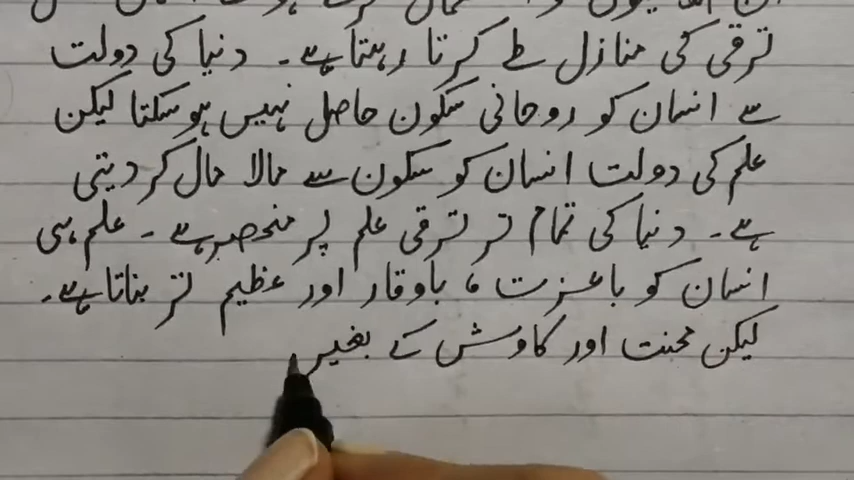 ترقی کی منازل طے کرتا رہتا ہے۔ دنیا کی دولت
سے انسان کو روحانی سکون حاصل نہیں ہو سکتا لیکن
علم کی دولت انسان کو سکون سے مالا مال کر دیتی
ہے۔ دنیا کی تمام تر ترقی علم پر منحصر ہے۔ علم ہی
انسان کو باعزت، باوقار اور عظیم تر بناتا ہے۔
لیکن محنت اور کاوش کے بغیر